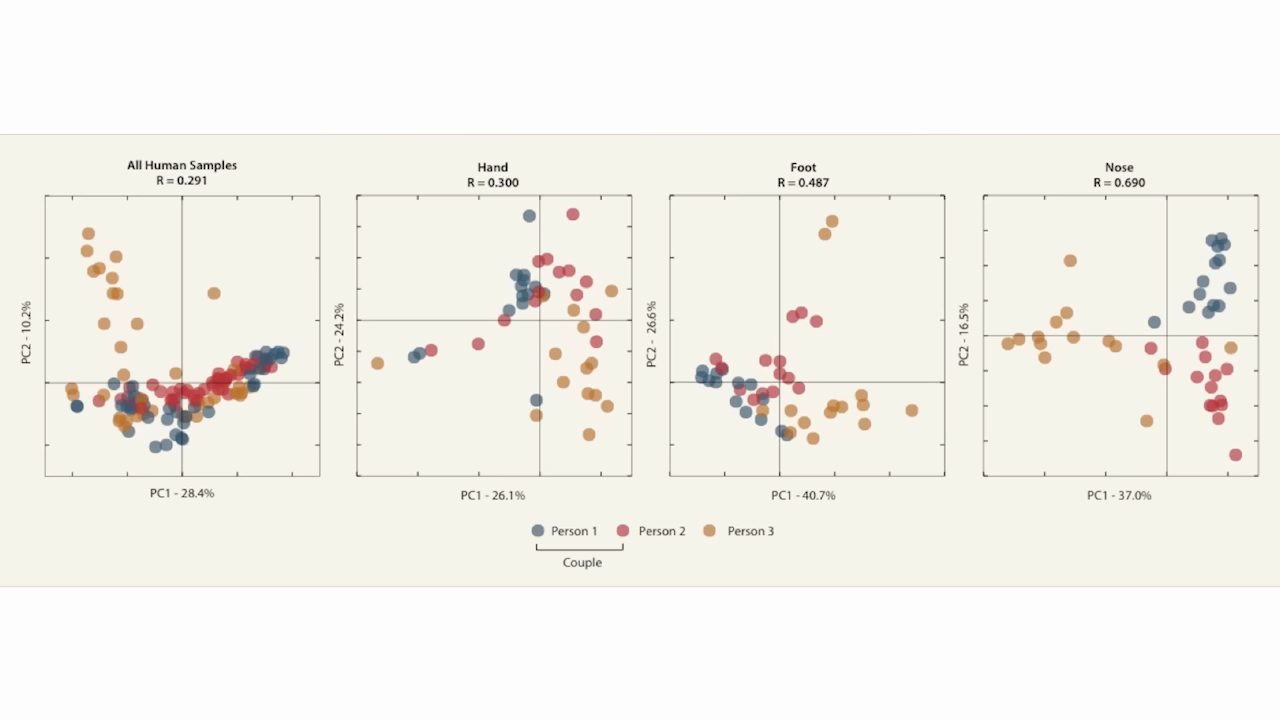 All Human Samples
R = 0.291
PC2 - 10.2%
PC1 - 28.4%
Hand
R = 0.300
PC2 - 24.2%
PC1 - 26.1%
Foot
R = 0.487
PC2 - 26.6%
PC1 - 40.7%
Nose
R = 0.690
PC2 - 16.5%
PC1 - 37.0%
Person 1 Person 2 Person 3
Couple